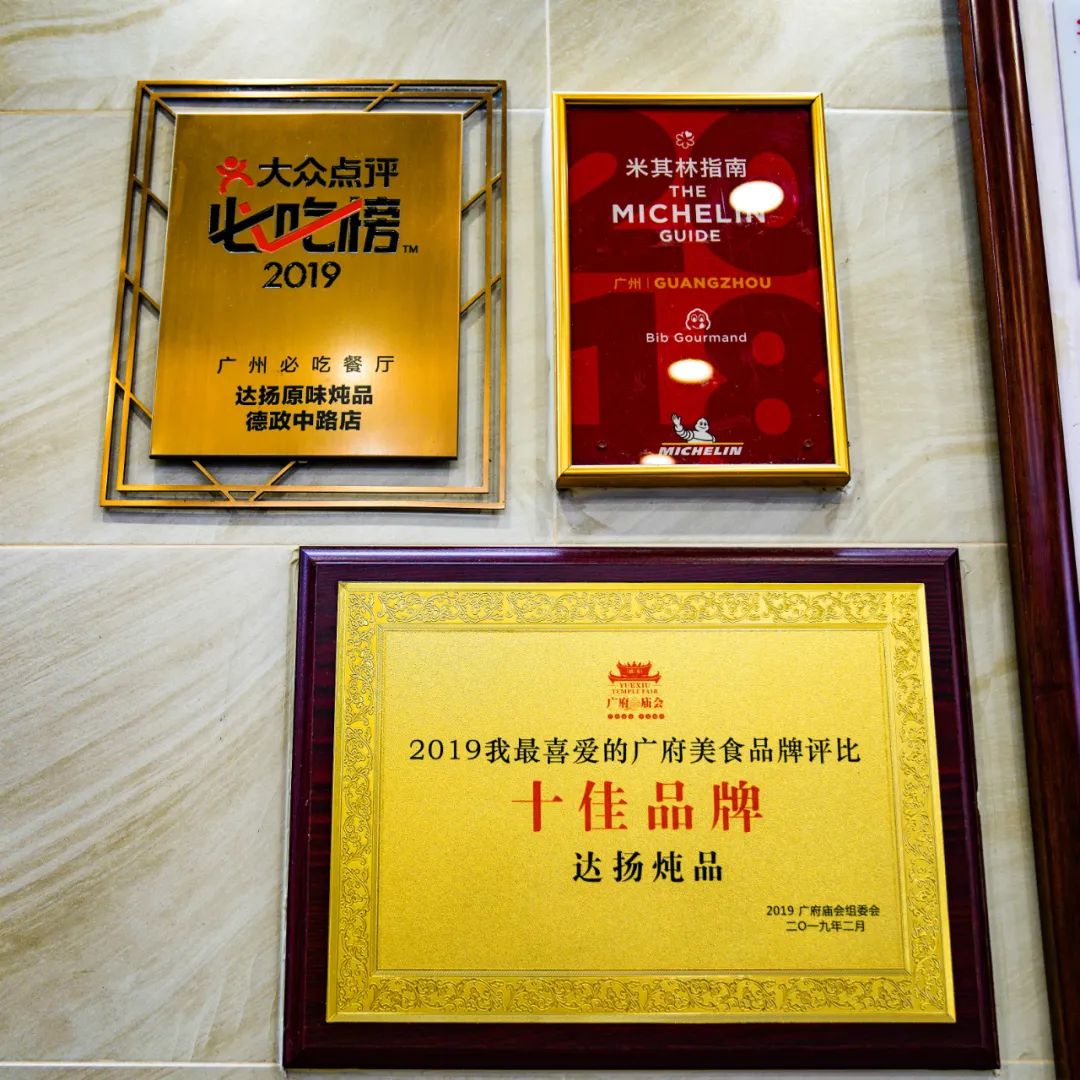 大众点评
必吃榜™
2019
广州必吃餐厅
达扬原味炖品
德政中路店
2018
米其林指南
THE
MICHELIN
GUIDE
广州 | GUANGZHOU
Bib Gourmand
MICHELIN
YUEXIU
TEMPLE FAIR
广府庙会
2019我最喜爱的广府美食品牌评比
十佳品牌
达扬炖品
2019 广府庙会组委会
二〇一九年二月